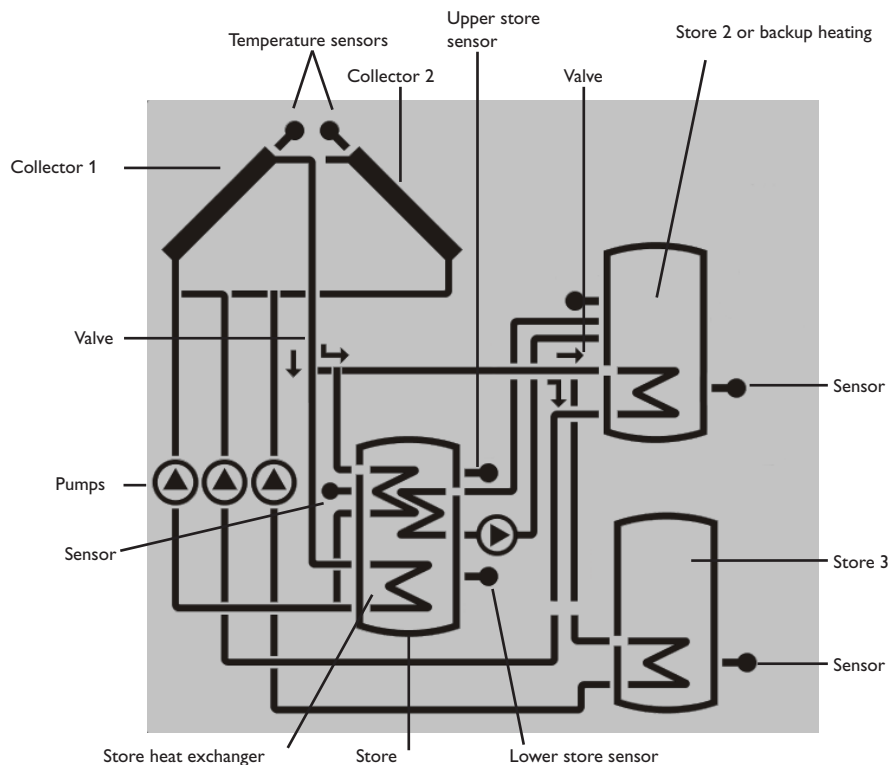 Upper store
sensor
Store 2 or backup heating
Temperature sensors
Collector 2
Valve
Collector 1
Valve
Sensor
Pumps
Sensor
Store 3
Sensor
Store heat exchanger
Store
Lower store sensor